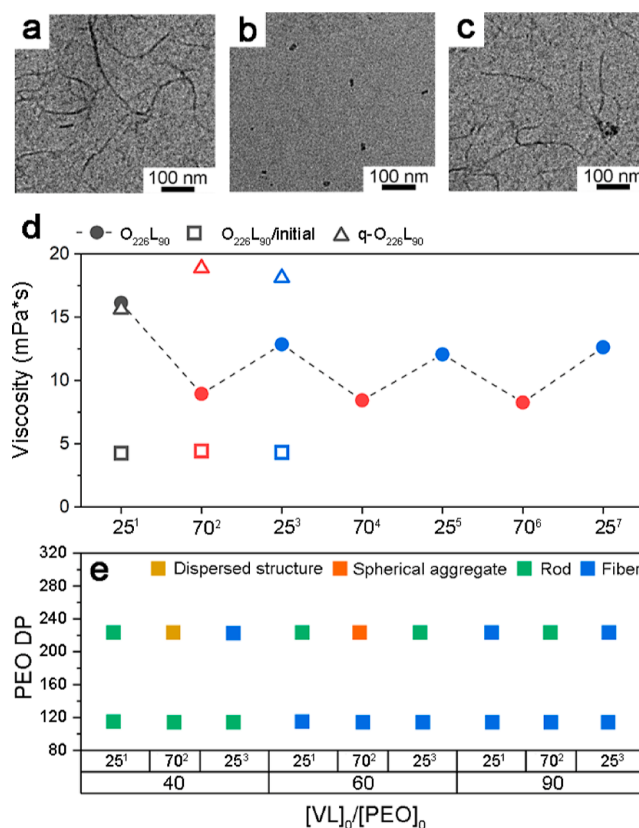 a b c
100 nm 100 nm 100 nm
d
O₂₂₆L₉₀ O₂₂₆L₉₀/initial q-O₂₂₆L₉₀
20
15
10
5
0
Viscosity (mPa*s)
25¹ 70² 25³ 70⁴ 25⁵ 70⁶ 25⁷
e
320
280
240
200
160
120
80
PEO DP
Dispersed structure Spherical aggregate Rod Fiber
25¹ 70² 25³ 25¹ 70² 25³ 25¹ 70² 25³
40 60 90
[VL]₀/[PEO]₀